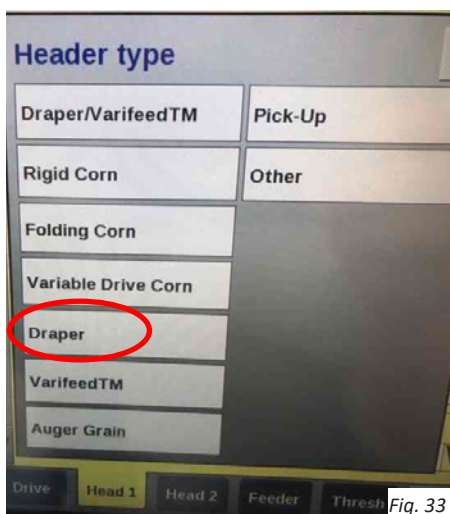 Header type
Draper/VarifeedTM
Pick-Up
Rigid Corn
Other
Folding Corn
Variable Drive Corn
Draper
VarifeedTM
Auger Grain
Drive
Head 1
Head 2
Feeder
Thresh
Fig. 33